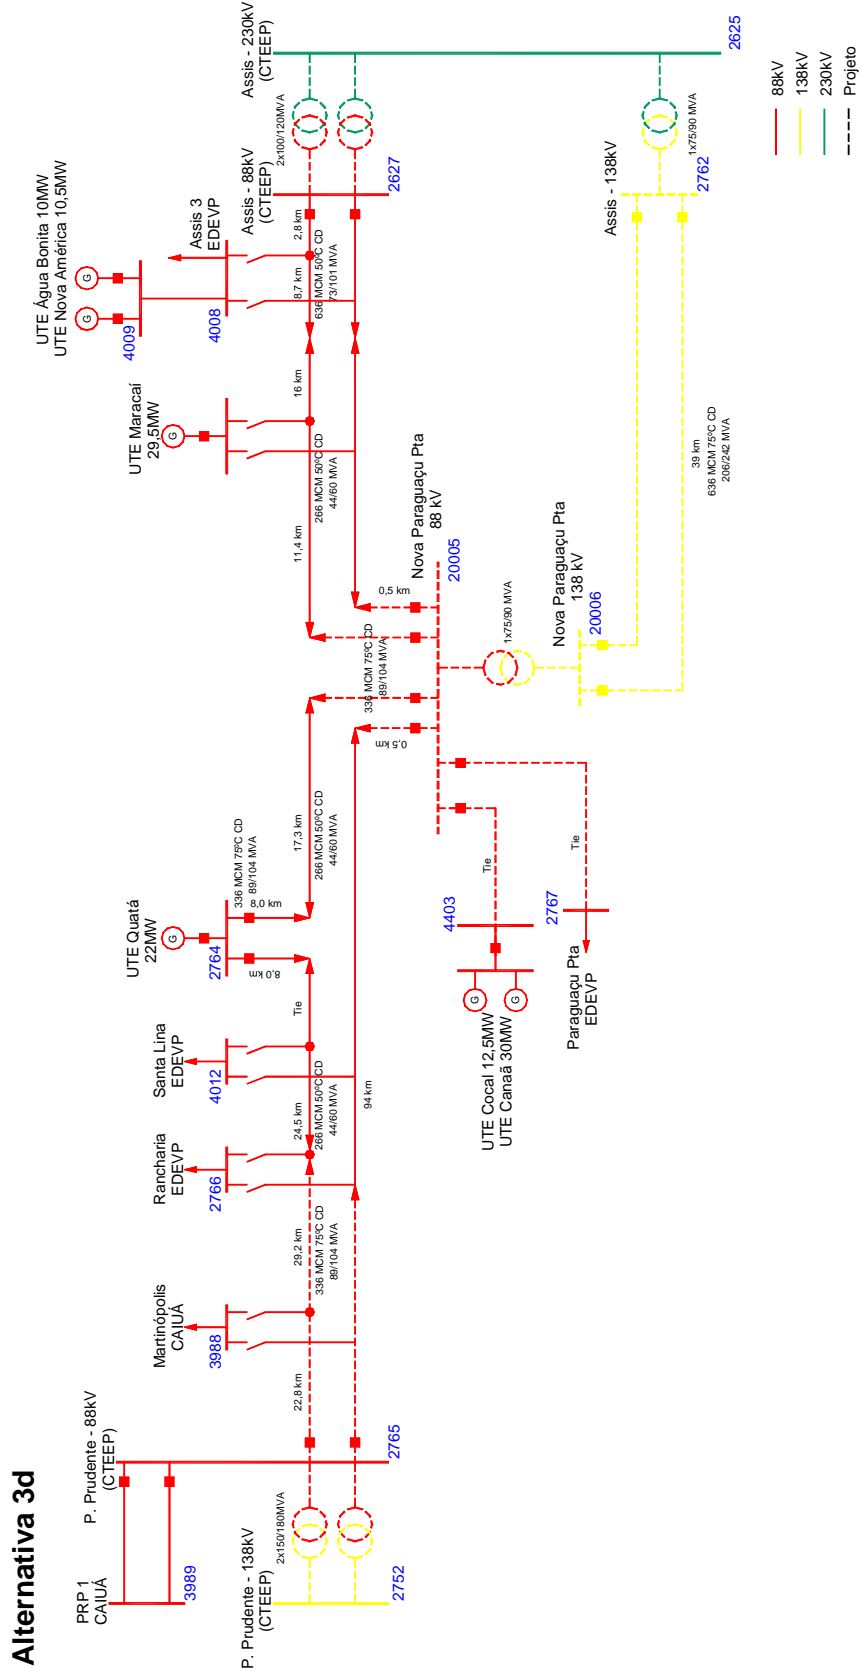 Alternativa 3d
PRP 1
CAIUÁ
3989
P. Prudente - 88kV
(CTEEP)
2765
P. Prudente - 138kV
(CTEEP)
2752
2x150/180MVA
22,8 km
Martinópolis
CAIUÁ
3988
29,2 km
336 MCM 75ºC CD
89/104 MVA
Rancharia
EDEVP
2766
24,5 km
266 MCM 50ºC CD
44/60 MVA
Santa Lina
EDEVP
4012
Tie
94 km
UTE Quatá
22MW
G
2764
8,0 km
336 MCM 75ºC CD
89/104 MVA
8,0 km
17,3 km
266 MCM 50ºC CD
44/60 MVA
UTE Cocal 12,5MW
UTE Canaã 30MW
G
G
4403
Tie
Paraguaçu Pta
EDEVP
2767
Tie
0,5 km
336 MCM 75ºC CD
89/104 MVA
0,5 km
Nova Paraguaçu Pta
88 kV
20005
1x75/90 MVA
Nova Paraguaçu Pta
138 kV
20006
11,4 km
266 MCM 50ºC CD
44/60 MVA
UTE Maracaí
29,5MW
G
16 km
UTE Água Bonita 10MW
UTE Nova América 10,5MW
G
G
4009
Assis 3
EDEVP
4008
8,7 km
636 MCM 50ºC CD
73/101 MVA
2,8 km
Assis - 88kV
(CTEEP)
2627
2x100/120MVA
Assis - 230kV
(CTEEP)
2625
39 km
636 MCM 75ºC CD
206/242 MVA
Assis - 138kV
2762
1x75/90 MVA
88kV
138kV
230kV
Projeto